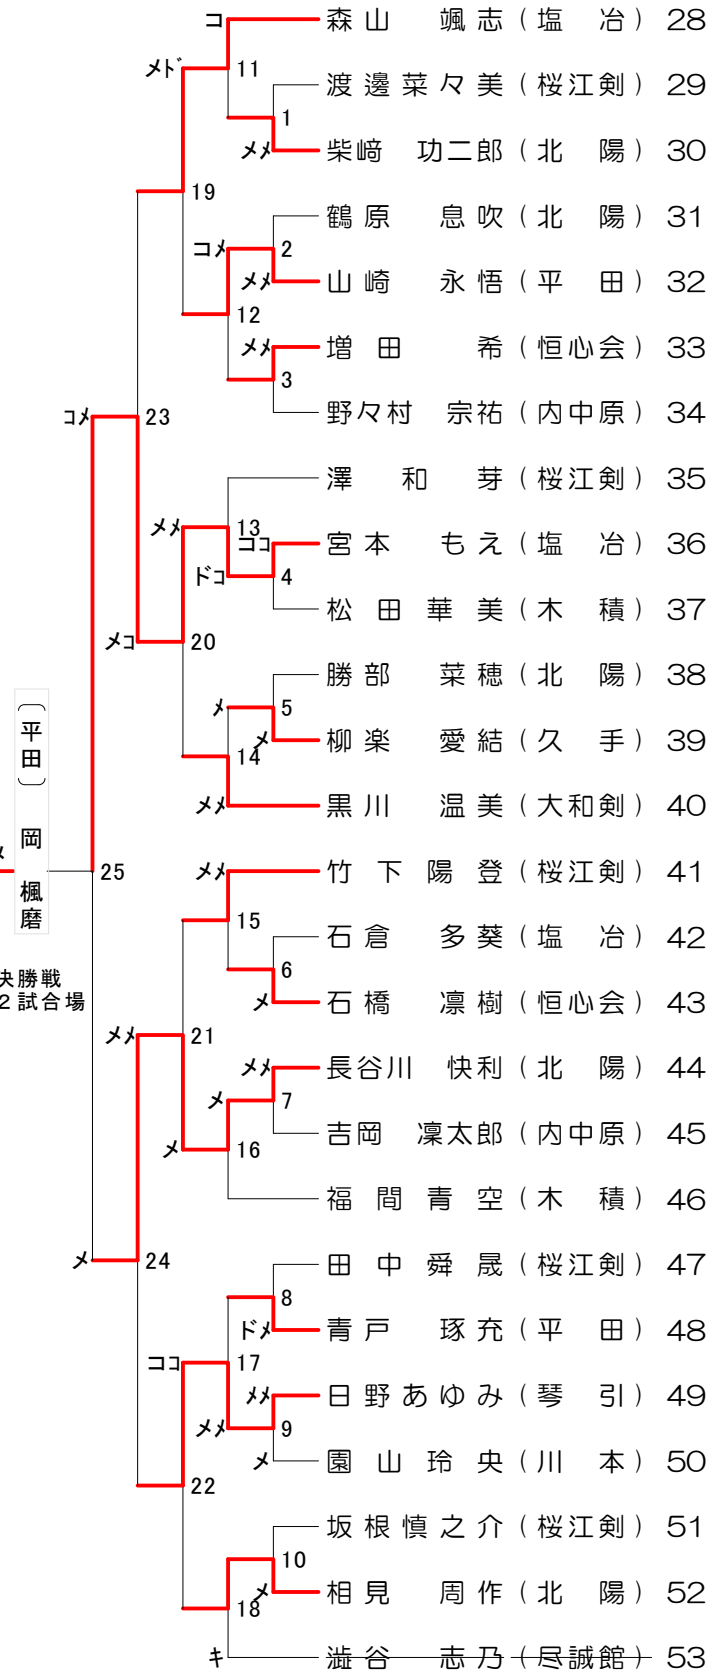 コ
森山 颯志（塩 冶） 28
メド 11
渡邊菜々美（桜江剣） 29
1
メメ 柴﨑 功二郎（北 陽） 30
19
鶴原 息吹（北 陽） 31
コメ 2
メメ 山崎 永悟（平 田） 32
12
メメ 増田 希（恒心会） 33
3
野々村 宗祐（内中原） 34
コメ 23
澤 和 芽（桜江剣） 35
メメ 13
ココ 宮本 もえ（塩 冶） 36
ドコ 4
松田華美（木 積） 37
メコ 20
勝部 菜穂（北 陽） 38
メ 5
メ 柳楽 愛結（久 手） 39
14
メメ 黒川 温美（大和剣） 40
（平田） 岡 楓磨
25
メメ 竹下陽登（桜江剣） 41
15
石倉 多葵（塩 冶） 42
6
メ 石橋 凛樹（恒心会） 43
決勝戦
2試合場
メメ 21
メメ 長谷川 快利（北 陽） 44
メ 7
吉岡 凜太郎（内中原） 45
メ 16
福間青空（木 積） 46
メ 24
田中舜晟（桜江剣） 47
8
ドメ 青戸 琢充（平 田） 48
ココ 17
メメ 日野あゆみ（琴 引） 49
メメ 9
メ 園山玲央（川 本） 50
22
坂根慎之介（桜江剣） 51
10
メ 相見 周作（北 陽） 52
18
キ 澁谷 志乃（尽誠館） 53